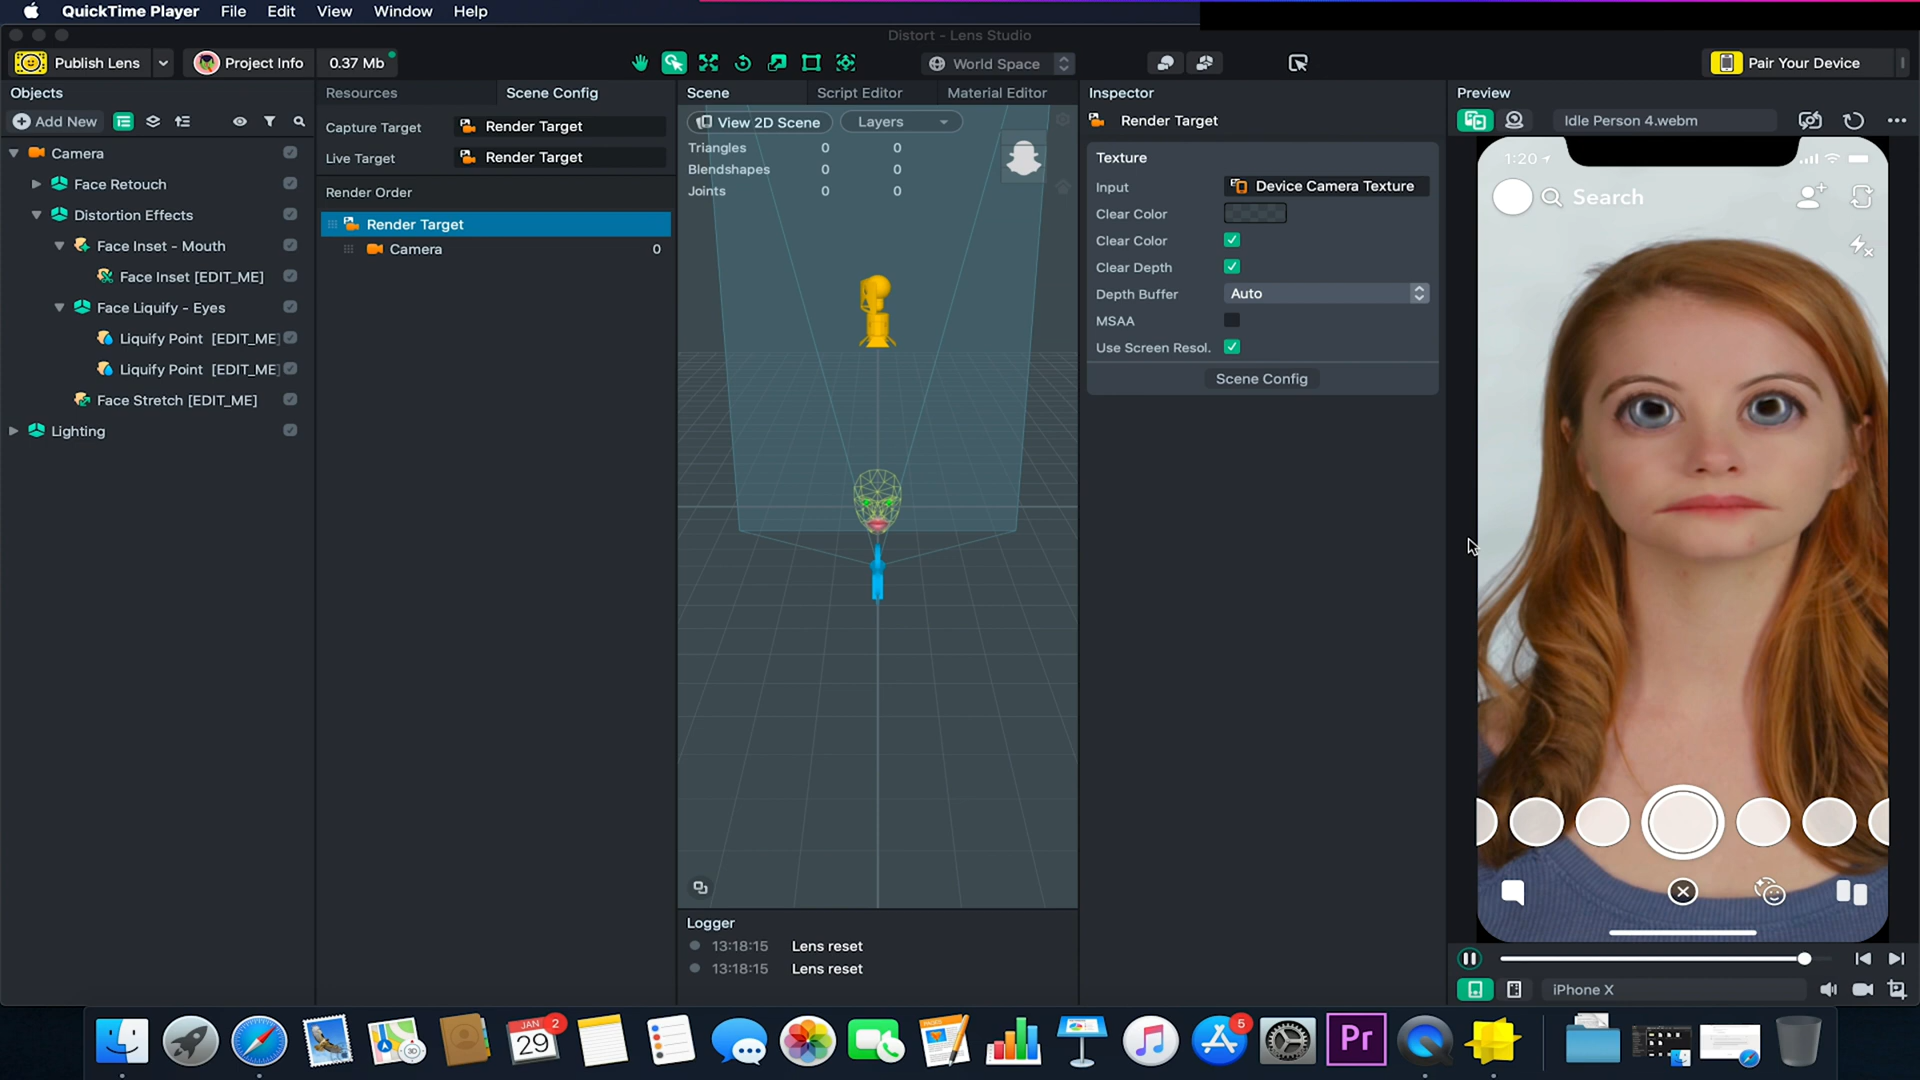 QuickTime Player File Edit View Window Help
Distort - Lens Studio
Publish Lens Project Info 0.37 Mb World Space Pair Your Device
Objects
Add New
Camera
Face Retouch
Distortion Effects
Face Inset - Mouth
Face Inset [EDIT_ME]
Face Liquify - Eyes
Liquify Point [EDIT_ME]
Liquify Point [EDIT_ME]
Face Stretch [EDIT_ME]
Lighting
Resources Scene Config
Capture Target Render Target
Live Target Render Target
Render Order
Render Target
Camera 0
Scene Script Editor Material Editor
View 2D Scene Layers
Triangles 0 0
Blendshapes 0 0
Joints 0 0
Logger
13:18:15 Lens reset
13:18:15 Lens reset
Inspector
Render Target
Texture
Input Device Camera Texture
Clear Color
Clear Color
Clear Depth
Depth Buffer Auto
MSAA
Use Screen Resol.
Scene Config
Preview
Idle Person 4.webm
1:20
Search
iPhone X
JAN
29
2
5
Pr